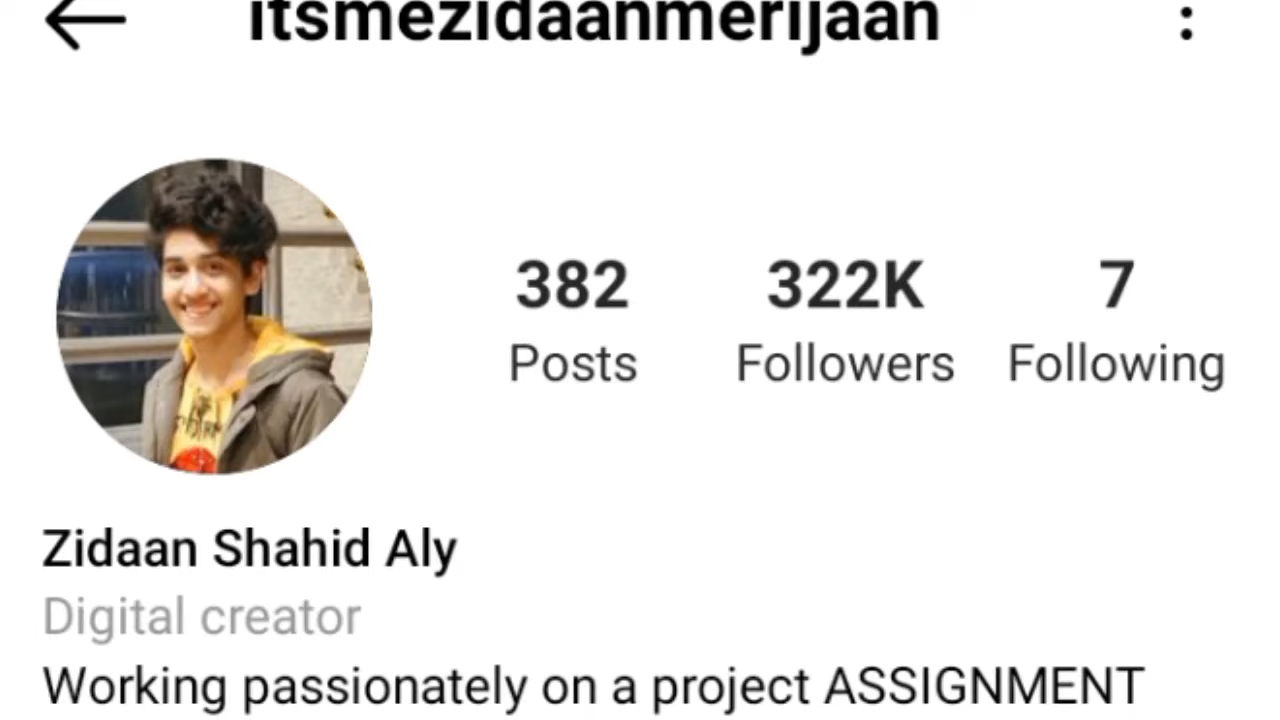 itsmezidaanmerijaan
382 322K 7
Posts Followers Following
Zidaan Shahid Aly
Digital creator
Working passionately on a project ASSIGNMENT